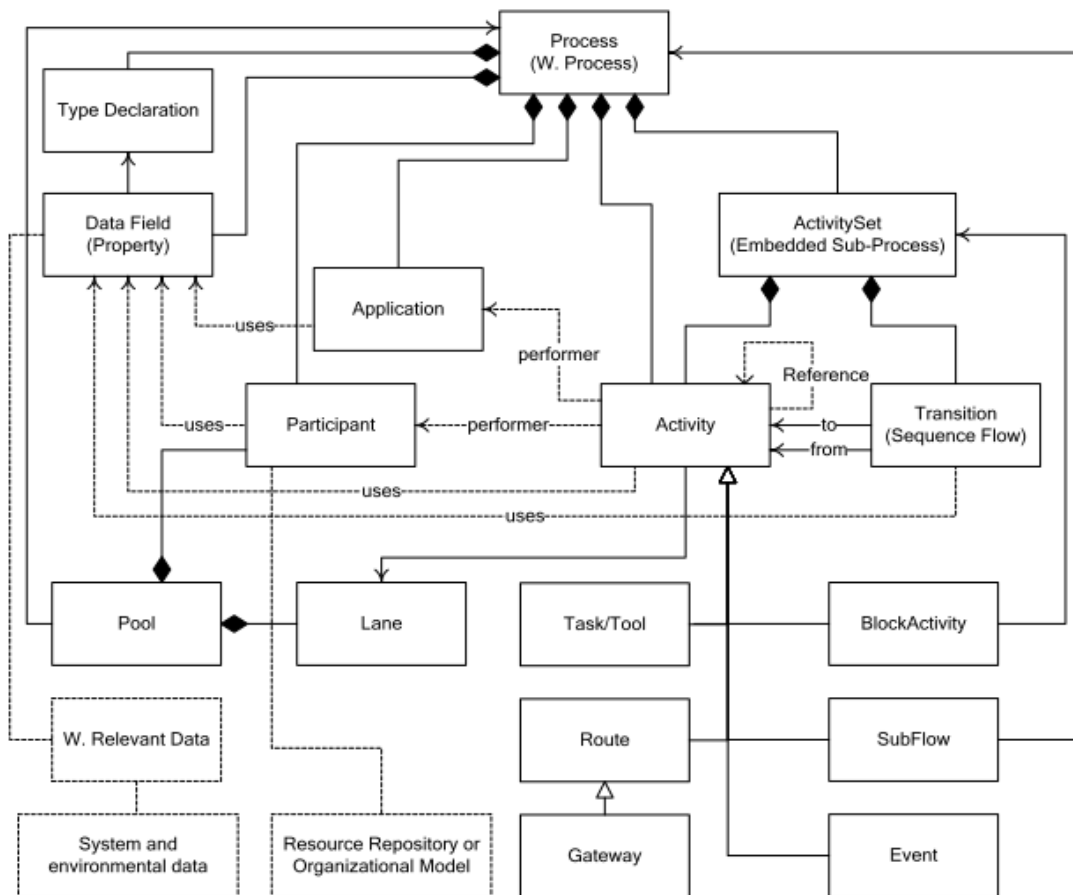 Process
(W. Process)
Type Declaration
Data Field
(Property)
ActivitySet
(Embedded Sub-Process)
Application
uses
performer
Reference
Participant
uses
performer
Activity
to
from
Transition
(Sequence Flow)
uses
uses
Pool
Lane
Task/Tool
BlockActivity
W. Relevant Data
Route
SubFlow
System and
environmental data
Resource Repository or
Organizational Model
Gateway
Event